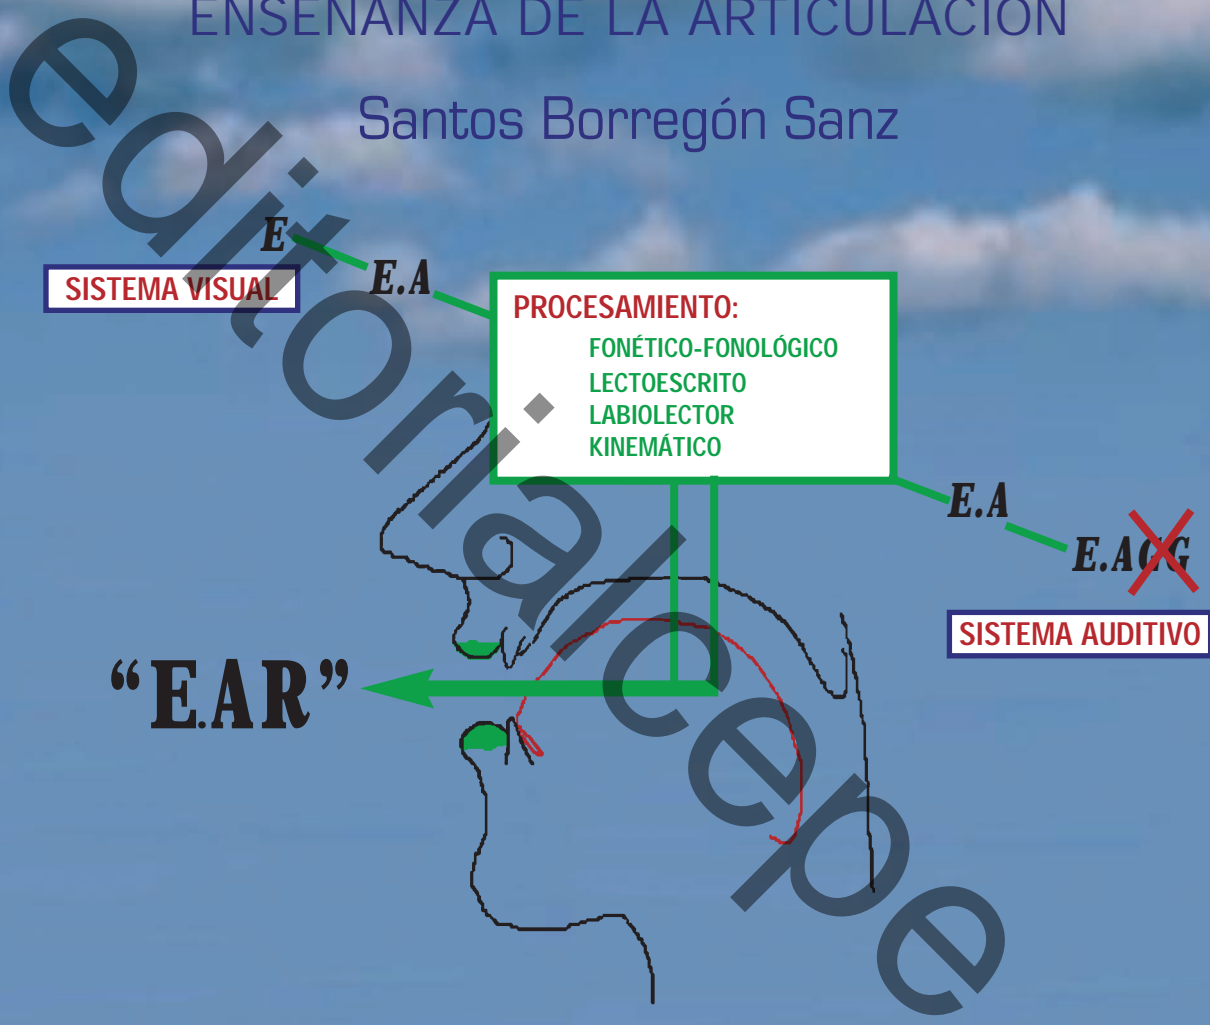 ENSEÑANZA DE LA ARTICULACIÓN
Santos Borregón Sanz
E
E.A
SISTEMA VISUAL
PROCESAMIENTO:
FONÉTICO-FONOLÓGICO
LECTOESCRITO
LABIOLECTOR
KINEMÁTICO
E.A
E.AGG
SISTEMA AUDITIVO
“E.AR”
editorialcepe